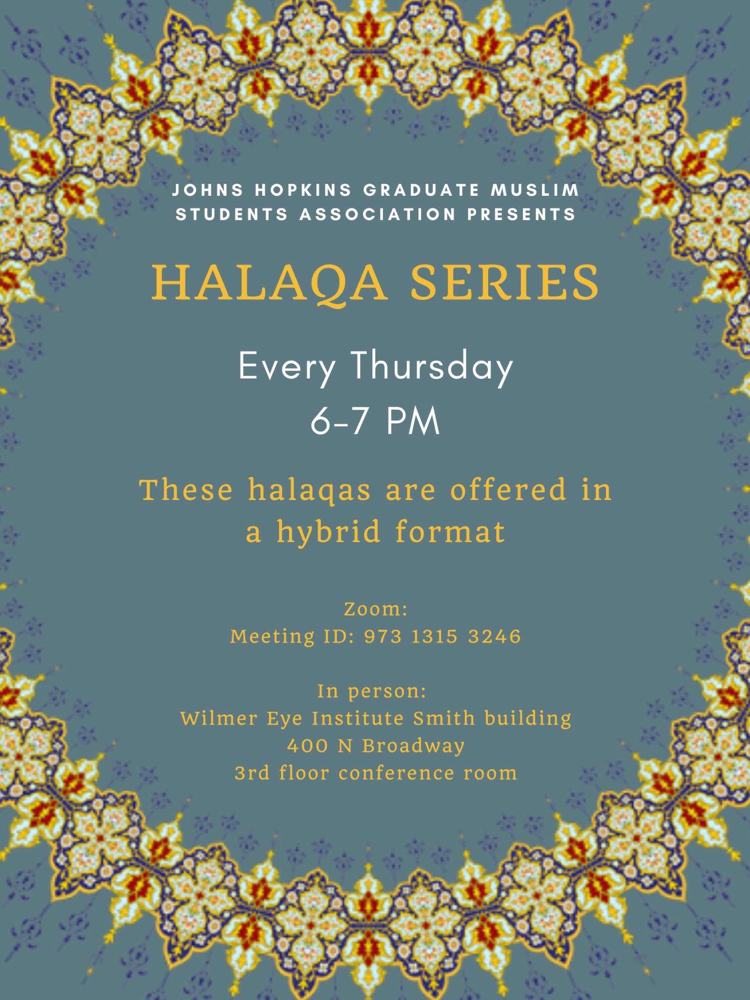 JOHNS HOPKINS GRADUATE MUSLIM
STUDENTS ASSOCIATION PRESENTS
HALAQA SERIES
Every Thursday
6–7 PM
These halaqas are offered in
a hybrid format
Zoom:
Meeting ID: 973 1315 3246
In person:
Wilmer Eye Institute Smith building
400 N Broadway
3rd floor conference room